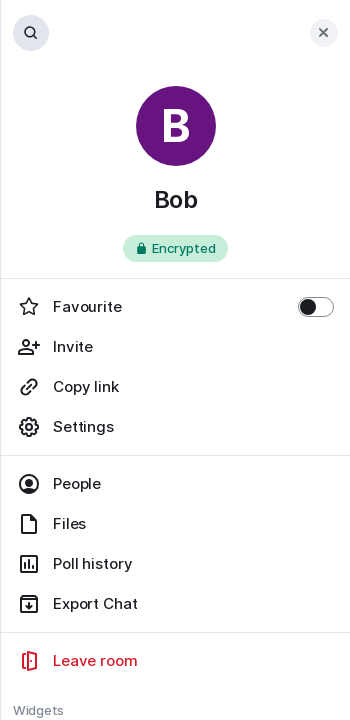 B
Bob
Encrypted
Favourite
Invite
Copy link
Settings
People
Files
Poll history
Export Chat
Leave room
Widgets